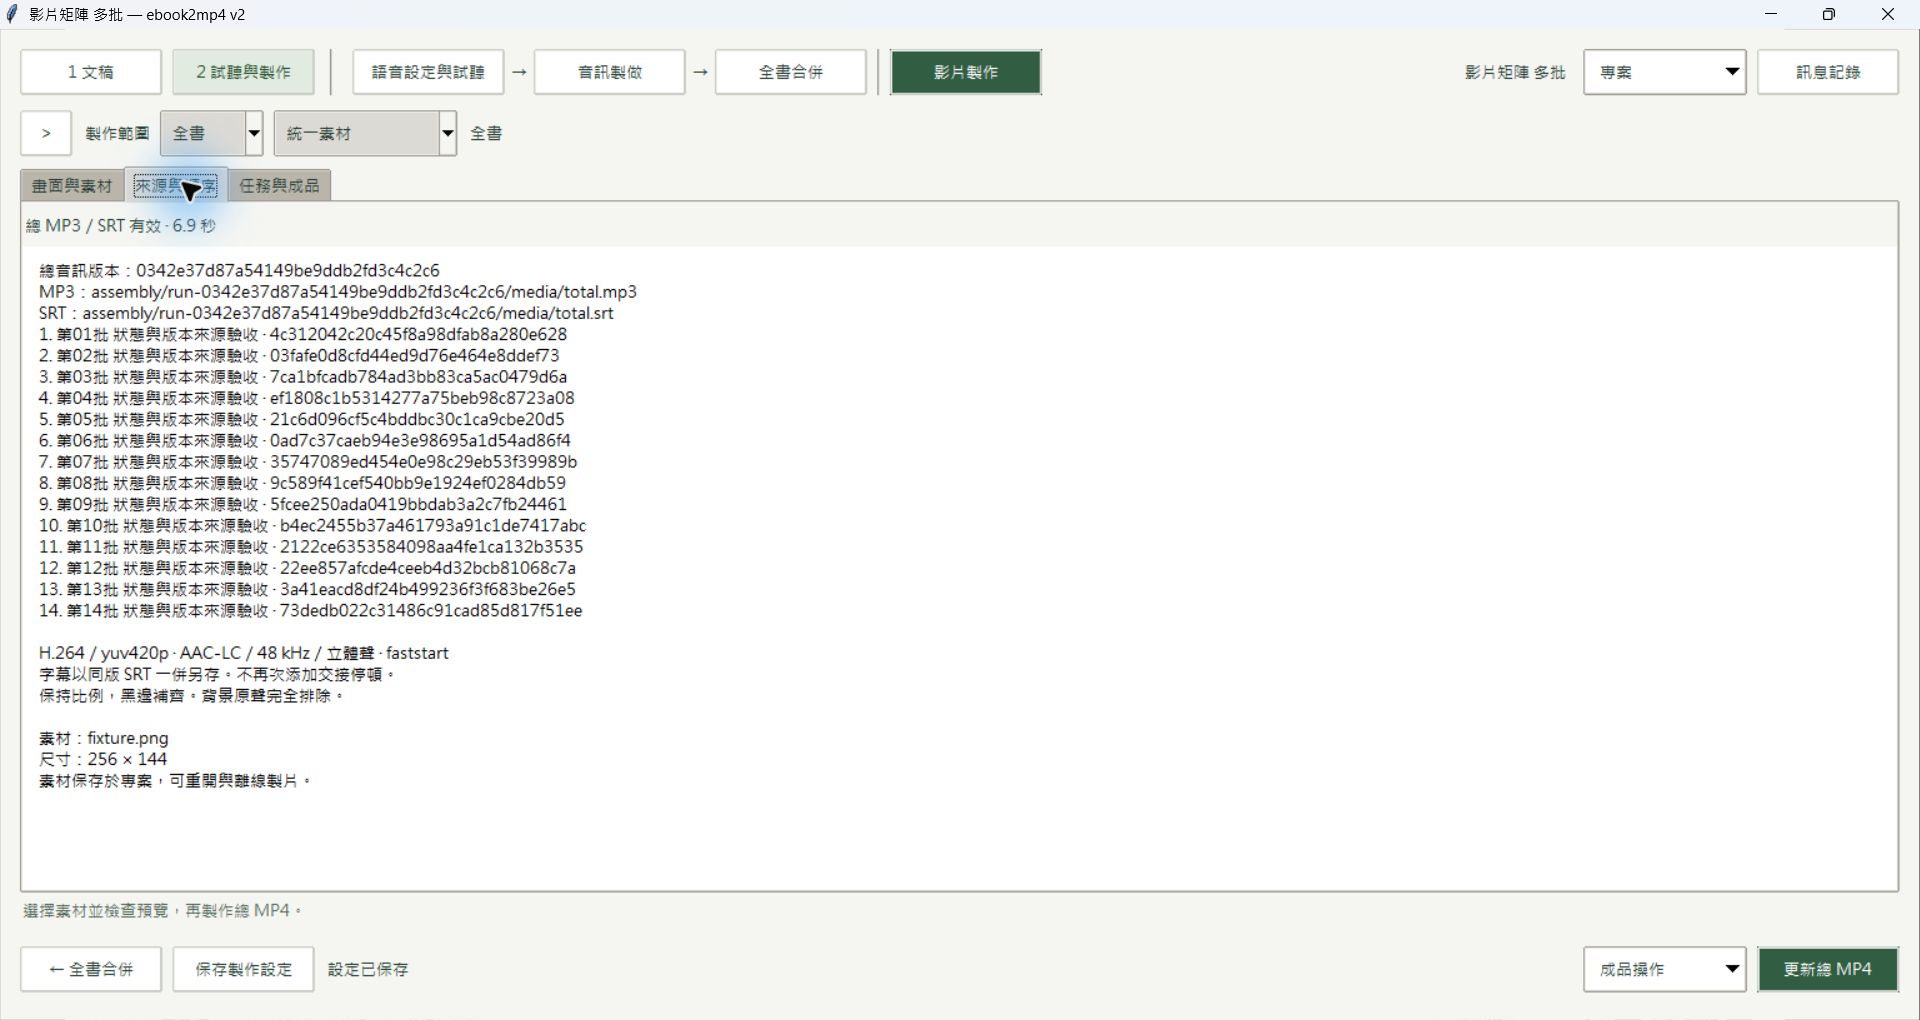 影片矩陣 多批 — ebook2mp4 v2
1 文稿 2 試聽與製作 語音設定與試聽 → 音訊製做 → 全書合併 影片製作 影片矩陣 多批 專案 訊息記錄
> 製作範圍 全書 統一素材 全書
畫面與素材 來源與 序 任務與成品
總 MP3 / SRT 有效 · 6.9 秒
總音訊版本：0342e37d87a54149be9ddb2fd3c4c2c6
MP3：assembly/run-0342e37d87a54149be9ddb2fd3c4c2c6/media/total.mp3
SRT：assembly/run-0342e37d87a54149be9ddb2fd3c4c2c6/media/total.srt
1. 第01批 狀態與版本來源驗收 · 4c312042c20c45f8a98dfab8a280e628
2. 第02批 狀態與版本來源驗收 · 03fafe0d8cfd44ed9d76e464e8ddef73
3. 第03批 狀態與版本來源驗收 · 7ca1bfcadb784ad3bb83ca5ac0479d6a
4. 第04批 狀態與版本來源驗收 · ef1808c1b5314277a75beb98c8723a08
5. 第05批 狀態與版本來源驗收 · 21c6d096cf5c4bddbc30c1ca9cbe20d5
6. 第06批 狀態與版本來源驗收 · 0ad7c37caeb94e3e98695a1d54ad86f4
7. 第07批 狀態與版本來源驗收 · 35747089ed454e0e98c29eb53f39989b
8. 第08批 狀態與版本來源驗收 · 9c589f41cef540bb9e1924ef0284db59
9. 第09批 狀態與版本來源驗收 · 5fcee250ada0419bbdab3a2c7fb24461
10. 第10批 狀態與版本來源驗收 · b4ec2455b37a461793a91c1de7417abc
11. 第11批 狀態與版本來源驗收 · 2122ce6353584098aa4fe1ca132b3535
12. 第12批 狀態與版本來源驗收 · 22ee857afcde4ceeb4d32bcb81068c7a
13. 第13批 狀態與版本來源驗收 · 3a41eacd8df24b499236f3f683be26e5
14. 第14批 狀態與版本來源驗收 · 73dedb022c31486c91cad85d817f51ee
H.264 / yuv420p · AAC-LC / 48 kHz / 立體聲 · faststart
字幕以同版 SRT 一併另存。不再次添加交接停頓。
保持比例，黑邊補齊。背景原聲完全排除。
素材：fixture.png
尺寸：256 × 144
素材保存於專案，可重開與離線製片。
選擇素材並檢查預覽，再製作總 MP4。
← 全書合併 保存製作設定 設定已保存 成品操作 更新總 MP4